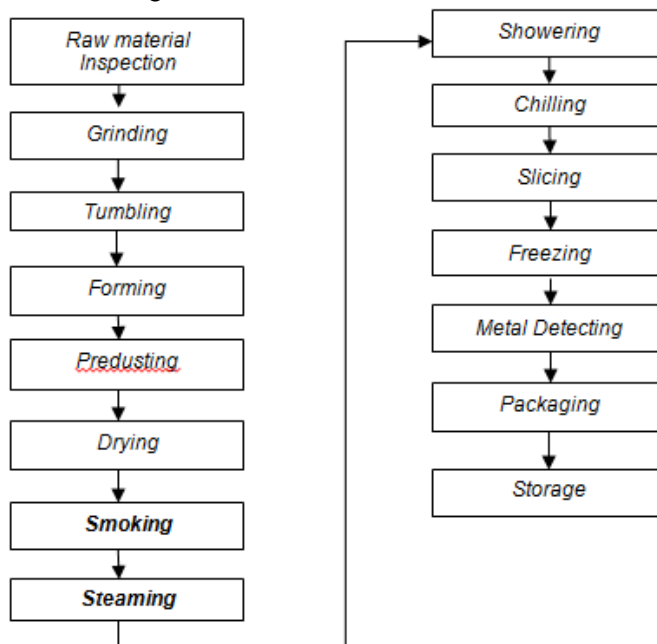 Raw material
Inspection
Grinding
Tumbling
Forming
Predusting
Drying
Smoking
Steaming
Showering
Chilling
Slicing
Freezing
Metal Detecting
Packaging
Storage